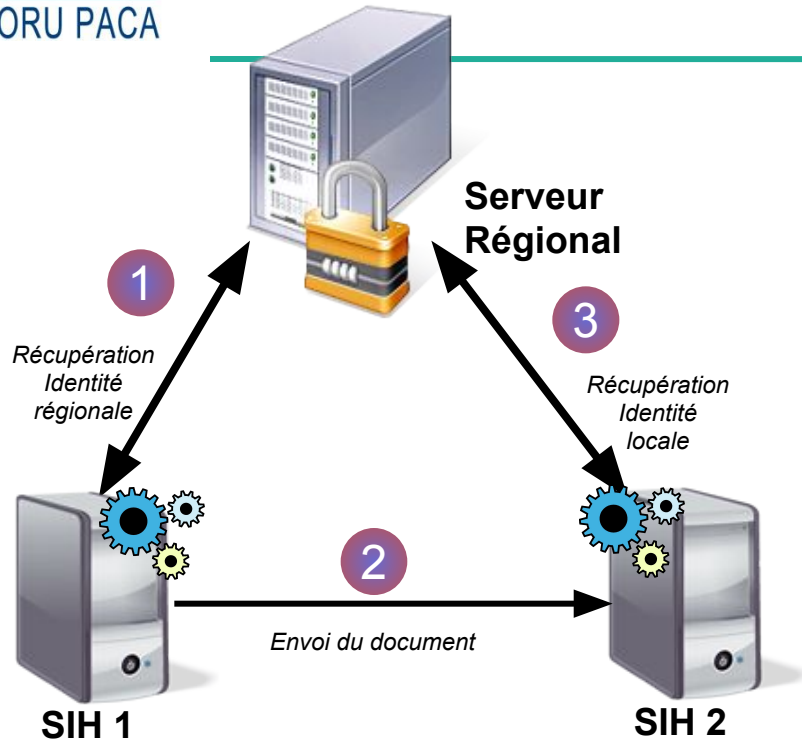 ORU PACA
Serveur
Régional
1
Récupération
Identité
régionale
3
Récupération
Identité
locale
2
Envoi du document
SIH 1
SIH 2